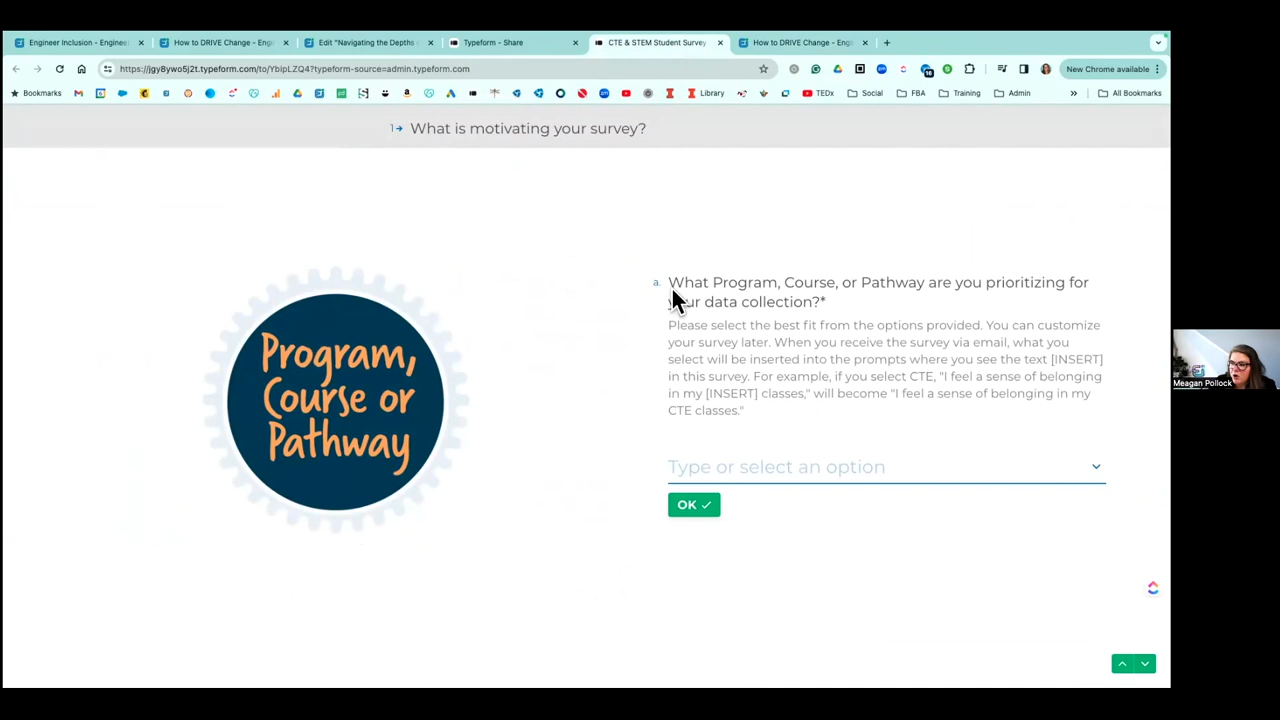 Engineer Inclusion - Enginee
How to DRIVE Change - Eng
Edit "Navigating the Depths
Typeform - Share
CTE & STEM Student Survey
How to DRIVE Change - Eng
https://jgy8ywo5j2t.typeform.com/to/YbipLZQ4?typeform-source=admin.typeform.com
New Chrome available
Bookmarks
Library
TEDx
Social
FBA
Training
Admin
All Bookmarks
1 What is motivating your survey?
Program,
Course or
Pathway
a. What Program, Course, or Pathway are you prioritizing for
your data collection?*
Please select the best fit from the options provided. You can customize
your survey later. When you receive the survey via email, what you
select will be inserted into the prompts where you see the text [INSERT]
in this survey. For example, if you select CTE, "I feel a sense of belonging
in my [INSERT] classes," will become "I feel a sense of belonging in my
CTE classes."
Type or select an option
OK
Meagan Pollock